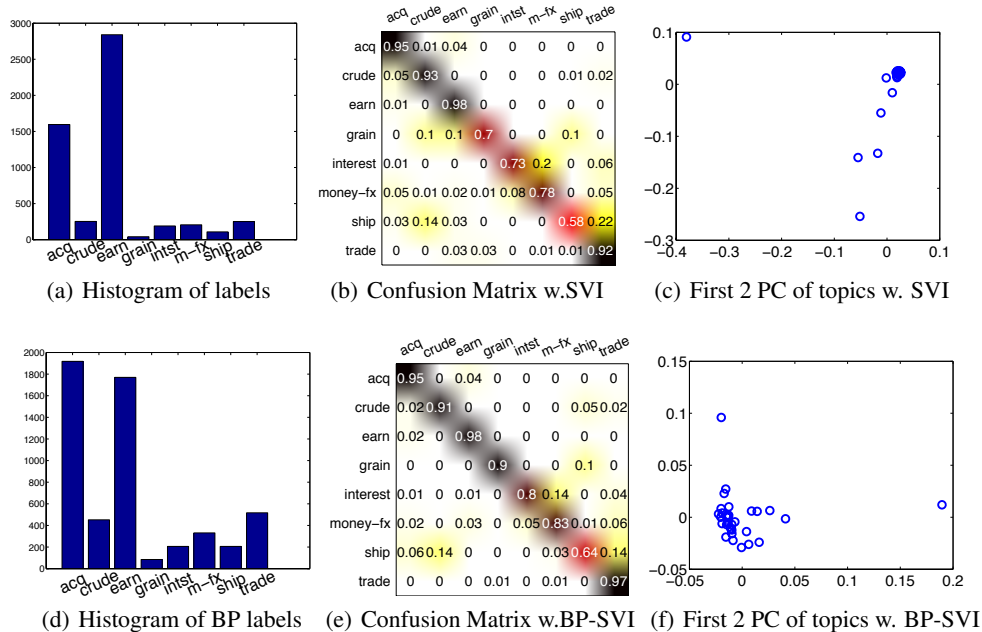 3000
2500
2000
1500
1000
500
0
acq crude earn grain intst m−fx ship trade
(a) Histogram of labels
acq crude earn grain intst m−fx ship trade
acq 0.95 0.01 0.04 0 0 0 0 0
crude 0.05 0.93 0 0 0 0 0.01 0.02
earn 0.01 0 0.98 0 0 0 0 0
grain 0 0.1 0.1 0.7 0 0 0.1 0
interest 0.01 0 0 0 0.73 0.2 0 0.06
money−fx 0.05 0.01 0.02 0.01 0.08 0.78 0 0.05
ship 0.03 0.14 0.03 0 0 0 0.58 0.22
trade 0 0 0.03 0.03 0 0.01 0.01 0.92
(b) Confusion Matrix w.SVI
0.1
0
−0.1
−0.2
−0.3
−0.4 −0.3 −0.2 −0.1 0 0.1
(c) First 2 PC of topics w. SVI
2000
1800
1600
1400
1200
1000
800
600
400
200
0
acq crude earn grain intst m−fx ship trade
(d) Histogram of BP labels
acq crude earn grain intst m−fx ship trade
acq 0.95 0 0.04 0 0 0 0 0
crude 0.02 0.91 0 0 0 0 0.05 0.02
earn 0.02 0 0.98 0 0 0 0 0
grain 0 0 0 0.9 0 0 0.1 0
interest 0.01 0 0.01 0 0.8 0.14 0 0.04
money−fx 0.02 0 0.03 0 0.05 0.83 0.01 0.06
ship 0.06 0.14 0 0 0 0.03 0.64 0.14
trade 0 0 0.01 0 0.01 0 0 0.97
(e) Confusion Matrix w.BP-SVI
0.15
0.1
0.05
0
−0.05
−0.05 0 0.05 0.1 0.15 0.2
(f) First 2 PC of topics w. BP-SVI